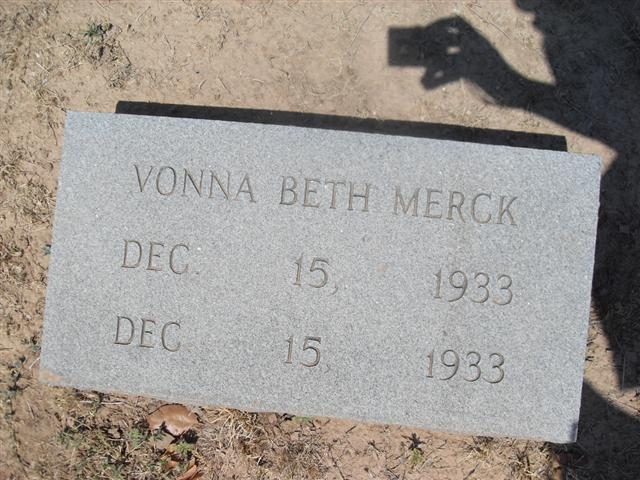 VONNA BETH MERCK
DEC. 15, 1933
DEC. 15, 1933